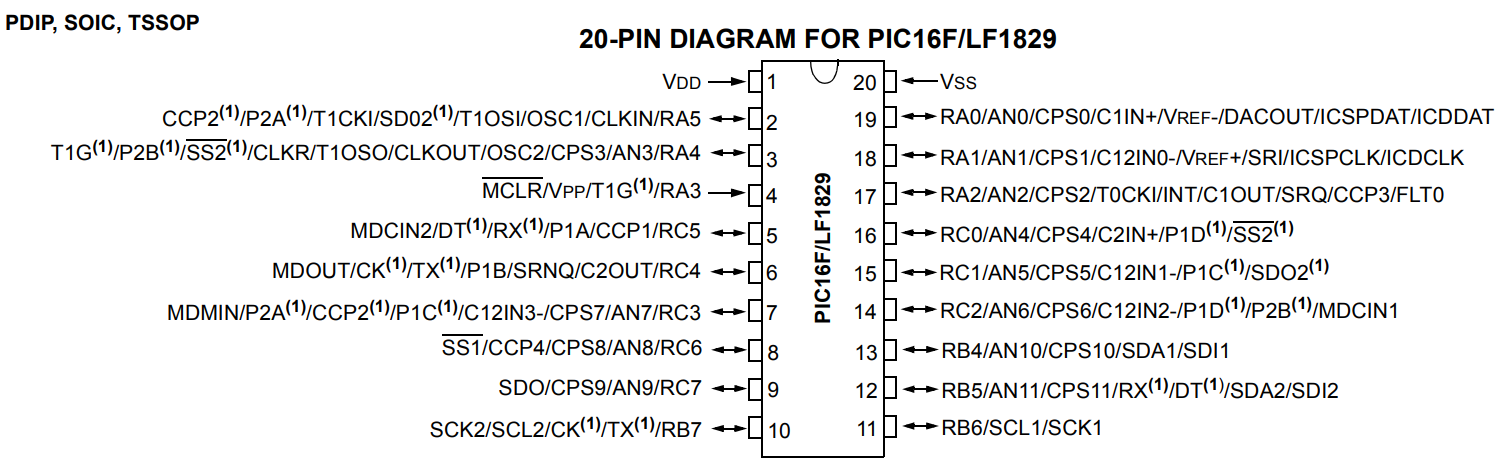 PDIP, SOIC, TSSOP
20-PIN DIAGRAM FOR PIC16F/LF1829
VDD 1
CCP2(1)/P2A(1)/T1CKI/SD02(1)/T1OSI/OSC1/CLKIN/RA5 2
T1G(1)/P2B(1)/SS2(1)/CLKR/T1OSO/CLKOUT/OSC2/CPS3/AN3/RA4 3
MCLR/VPP/T1G(1)/RA3 4
MDCIN2/DT(1)/RX(1)/P1A/CCP1/RC5 5
MDOUT/CK(1)/TX(1)/P1B/SRNQ/C2OUT/RC4 6
MDMIN/P2A(1)/CCP2(1)/P1C(1)/C12IN3-/CPS7/AN7/RC3 7
SS1/CCP4/CPS8/AN8/RC6 8
SDO/CPS9/AN9/RC7 9
SCK2/SCL2/CK(1)/TX(1)/RB7 10
PIC16F/LF1829
20 VSS
19 RA0/AN0/CPS0/C1IN+/VREF-/DACOUT/ICSPDAT/ICDDAT
18 RA1/AN1/CPS1/C12IN0-/VREF+/SRI/ICSPCLK/ICDCLK
17 RA2/AN2/CPS2/T0CKI/INT/C1OUT/SRQ/CCP3/FLT0
16 RC0/AN4/CPS4/C2IN+/P1D(1)/SS2(1)
15 RC1/AN5/CPS5/C12IN1-/P1C(1)/SDO2(1)
14 RC2/AN6/CPS6/C12IN2-/P1D(1)/P2B(1)/MDCIN1
13 RB4/AN10/CPS10/SDA1/SDI1
12 RB5/AN11/CPS11/RX(1)/DT(1)/SDA2/SDI2
11 RB6/SCL1/SCK1